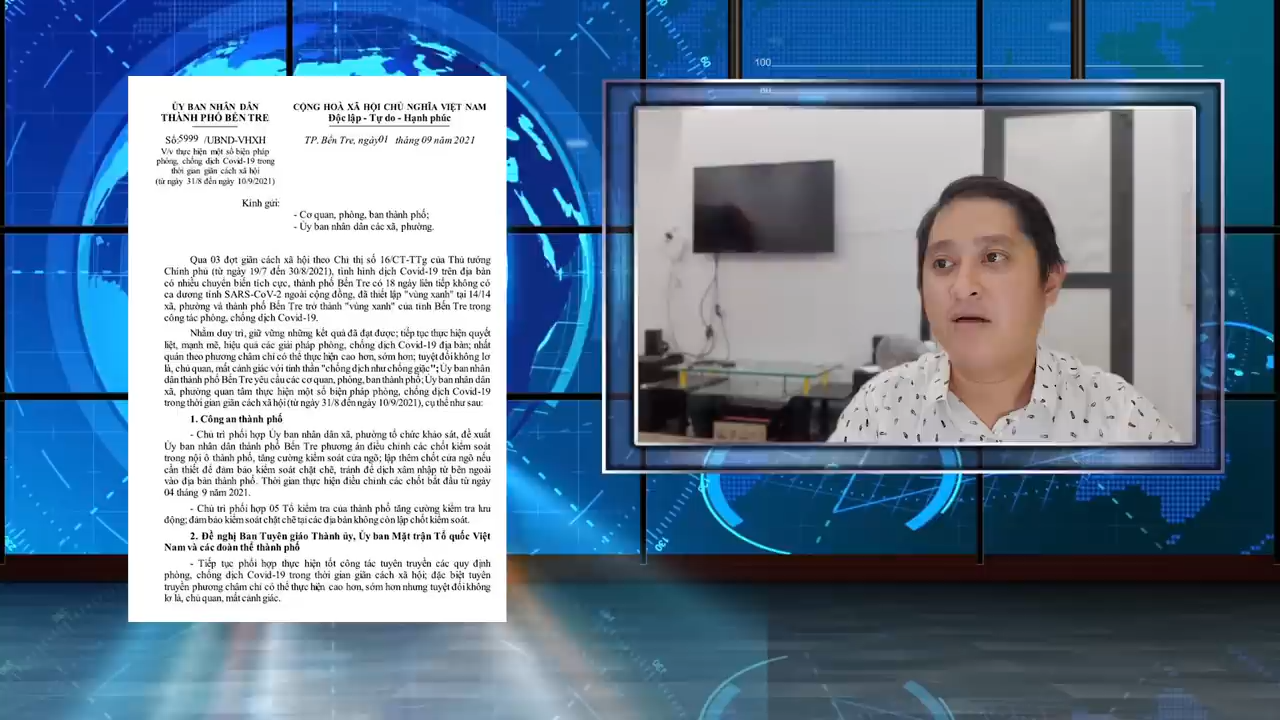 ỦY BAN NHÂN DÂN
THÀNH PHỐ BẾN TRE
CỘNG HOÀ XÃ HỘI CHỦ NGHĨA VIỆT NAM
Độc lập - Tự do - Hạnh phúc
Số:5999 /UBND-VHXH
TP. Bến Tre, ngày01 tháng 09 năm 2021
V/v thực hiện một số biện pháp
phòng, chống dịch Covid-19 trong
thời gian giãn cách xã hội
(từ ngày 31/8 đến ngày 10/9/2021)
Kính gửi:
- Cơ quan, phòng, ban thành phố;
- Ủy ban nhân dân các xã, phường.
Qua 03 đợt giãn cách xã hội theo Chỉ thị số 16/CT-TTg của Thủ tướng
Chính phủ (từ ngày 19/7 đến 30/8/2021), tình hình dịch Covid-19 trên địa bàn
có nhiều chuyển biến tích cực, thành phố Bến Tre có 18 ngày liên tiếp không có
ca dương tính SARS-CoV-2 ngoài cộng đồng, đã thiết lập "vùng xanh" tại 14/14
xã, phường và thành phố Bến Tre trở thành "vùng xanh" của tỉnh Bến Tre trong
công tác phòng, chống dịch Covid-19.
Nhằm duy trì, giữ vững những kết quả đã đạt được; tiếp tục thực hiện quyết
liệt, mạnh mẽ, hiệu quả các giải pháp phòng, chống dịch Covid-19 địa bàn; nhất
quán theo phương châm chỉ có thể thực hiện cao hơn, sớm hơn; tuyệt đối không lơ
là, chủ quan, mất cảnh giác với tinh thần "chống dịch như chống giặc"; Ủy ban nhân
dân thành phố Bến Tre yêu cầu các cơ quan, phòng, ban thành phố; Ủy ban nhân dân
xã, phường quan tâm thực hiện một số biện pháp phòng, chống dịch Covid-19
trong thời gian giãn cách xã hội (từ ngày 31/8 đến ngày 10/9/2021), cụ thể như sau:
1. Công an thành phố
- Chủ trì phối hợp Ủy ban nhân dân xã, phường tổ chức khảo sát, đề xuất
Ủy ban nhân dân thành phố Bến Tre phương án điều chỉnh các chốt kiểm soát
trong nội ô thành phố, tăng cường kiểm soát cửa ngõ; lập thêm chốt cửa ngõ nếu
cần thiết để đảm bảo kiểm soát chặt chẽ, tránh để dịch xâm nhập từ bên ngoài
vào địa bàn thành phố. Thời gian thực hiện điều chỉnh các chốt bắt đầu từ ngày
04 tháng 9 năm 2021.
- Chủ trì phối hợp 05 Tổ kiểm tra của thành phố tăng cường kiểm tra lưu
động; đảm bảo kiểm soát chặt chẽ tại các địa bàn không còn lập chốt kiểm soát.
2. Đề nghị Ban Tuyên giáo Thành ủy, Ủy ban Mặt trận Tổ quốc Việt
Nam và các đoàn thể thành phố
- Tiếp tục phối hợp thực hiện tốt công tác tuyên truyền các quy định
phòng, chống dịch Covid-19 trong thời gian giãn cách xã hội; đặc biệt tuyên
truyền phương châm chỉ có thể thực hiện cao hơn, sớm hơn nhưng tuyệt đối không
lơ là, chủ quan, mất cảnh giác.
100